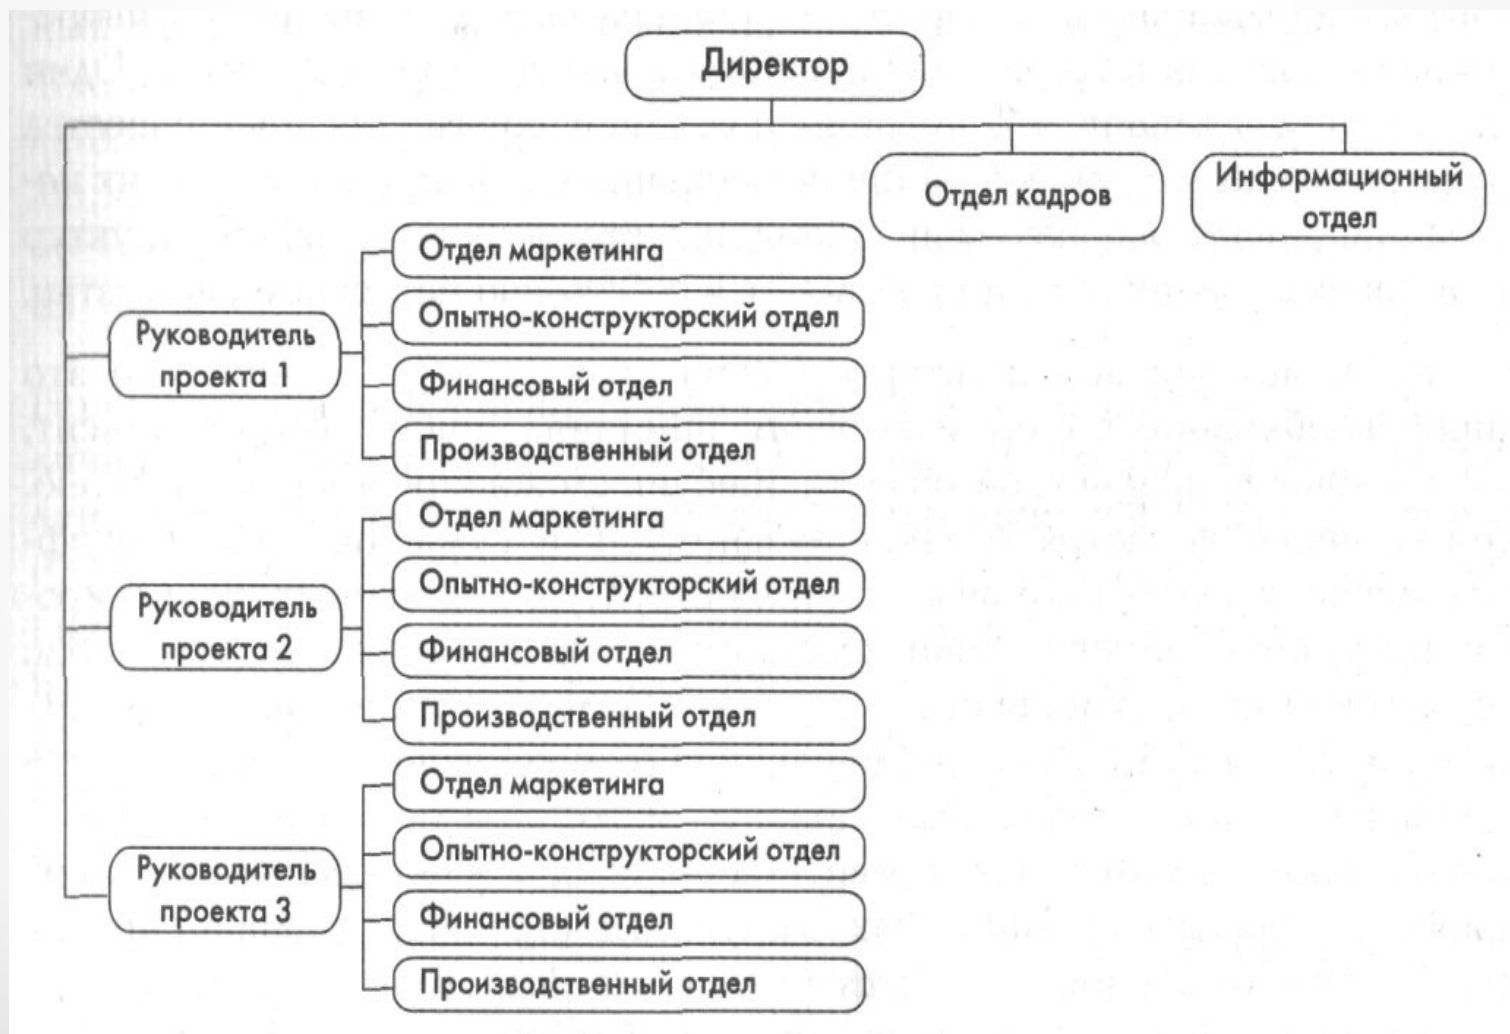 Директор
Отдел кадров
Информационный
отдел
Руководитель
проекта 1
Отдел маркетинга
Опытно-конструкторский отдел
Финансовый отдел
Производственный отдел
Руководитель
проекта 2
Отдел маркетинга
Опытно-конструкторский отдел
Финансовый отдел
Производственный отдел
Руководитель
проекта 3
Отдел маркетинга
Опытно-конструкторский отдел
Финансовый отдел
Производственный отдел